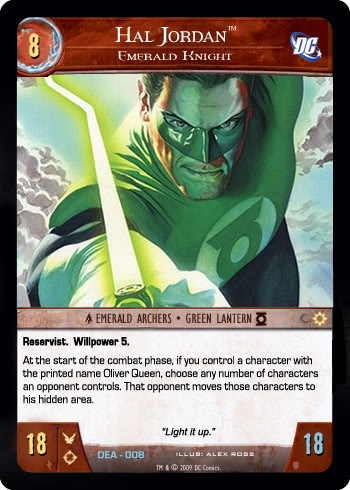 8
Hal Jordan™
Emerald Knight
DC
Emerald Archers • Green Lantern
Reservist. Willpower 5.
At the start of the combat phase, if you control a character with
the printed name Oliver Queen, choose any number of characters
an opponent controls. That opponent moves those characters to
his hidden area.
"Light it up."
18
DEA - 008
ILLUS: ALEX ROSS
18
TM & © 2009 DC Comics.